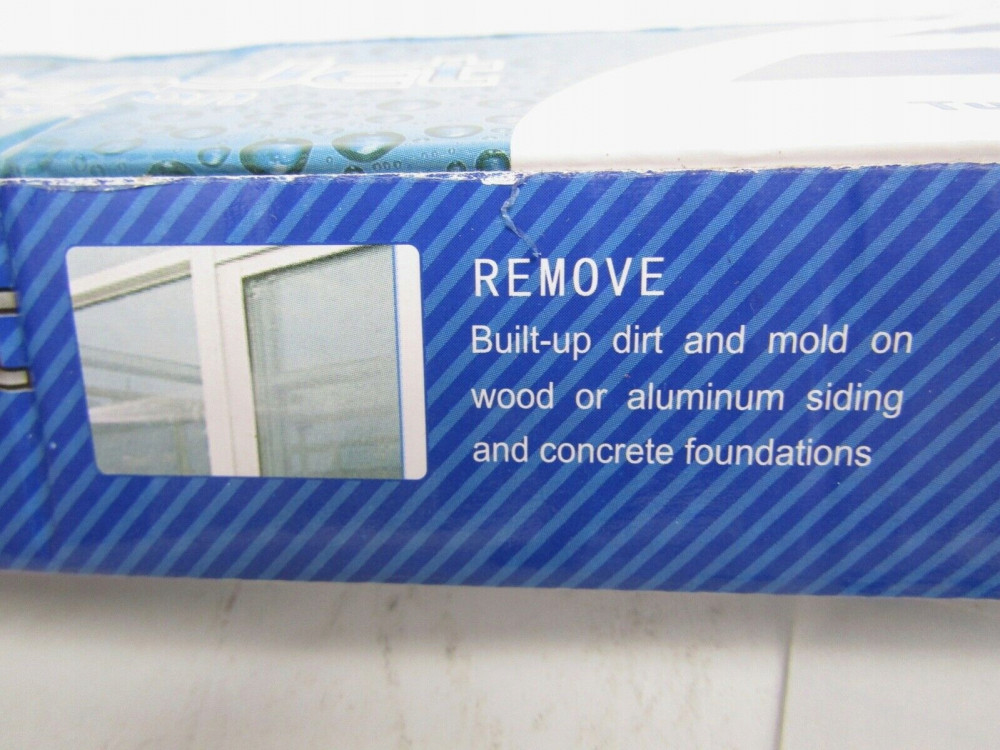 REMOVE
Built-up dirt and mold on
wood or aluminum siding
and concrete foundations